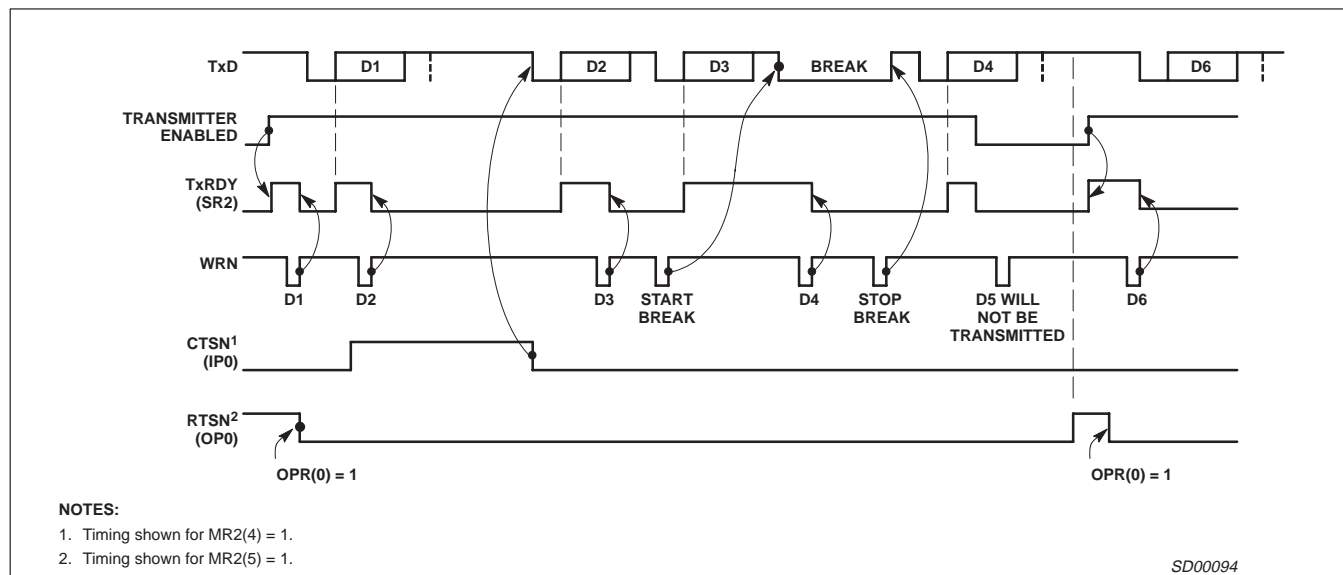 TxD
D1
D2
D3
BREAK
D4
D6
TRANSMITTER
ENABLED
TxRDY
(SR2)
WRN
D1
D2
D3
START
BREAK
D4
STOP
BREAK
D5 WILL
NOT BE
TRANSMITTED
D6
CTSN1
(IP0)
RTSN2
(OP0)
OPR(0) = 1
OPR(0) = 1
NOTES:
1. Timing shown for MR2(4) = 1.
2. Timing shown for MR2(5) = 1.
SD00094